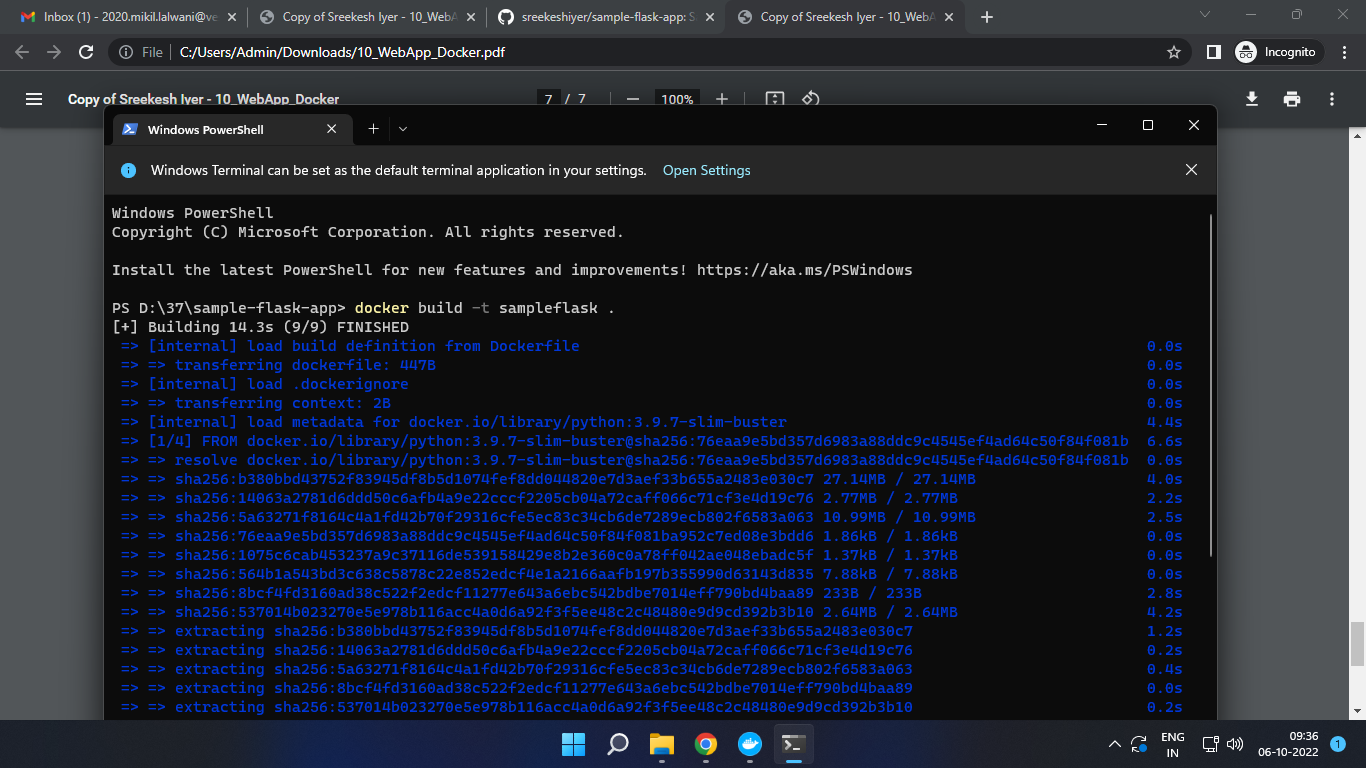 Inbox (1) - 2020.mikil.lalwani@ve
Copy of Sreekesh Iyer - 10_WebA
sreekeshiyer/sample-flask-app: S
Copy of Sreekesh Iyer - 10_WebA
File
C:/Users/Admin/Downloads/10_WebApp_Docker.pdf
Incognito
Copy of Sreekesh Iyer - 10_WebApp_Docker
7 / 7
100%
Windows PowerShell
Windows Terminal can be set as the default terminal application in your settings. Open Settings
Windows PowerShell
Copyright (C) Microsoft Corporation. All rights reserved.
Install the latest PowerShell for new features and improvements! https://aka.ms/PSWindows
PS D:\37\sample-flask-app> docker build -t sampleflask .
[+] Building 14.3s (9/9) FINISHED
=> [internal] load build definition from Dockerfile 0.0s
=> => transferring dockerfile: 447B 0.0s
=> [internal] load .dockerignore 0.0s
=> => transferring context: 2B 0.0s
=> [internal] load metadata for docker.io/library/python:3.9.7-slim-buster 4.4s
=> [1/4] FROM docker.io/library/python:3.9.7-slim-buster@sha256:76eaa9e5bd357d6983a88ddc9c4545ef4ad64c50f84f081b 6.6s
=> => resolve docker.io/library/python:3.9.7-slim-buster@sha256:76eaa9e5bd357d6983a88ddc9c4545ef4ad64c50f84f081b 0.0s
=> => sha256:b380bbd43752f83945df8b5d1074fef8dd044820e7d3aef33b655a2483e030c7 27.14MB / 27.14MB 4.0s
=> => sha256:14063a2781d6ddd50c6afb4a9e22cccf2205cb04a72caff066c71cf3e4d19c76 2.77MB / 2.77MB 2.2s
=> => sha256:5a63271f8164c4a1fd42b70f29316cfe5ec83c34cb6de7289ecb802f6583a063 10.99MB / 10.99MB 2.5s
=> => sha256:76eaa9e5bd357d6983a88ddc9c4545ef4ad64c50f84f081ba952c7ed08e3bdd6 1.86kB / 1.86kB 0.0s
=> => sha256:1075c6cab453237a9c37116de539158429e8b2e360c0a78ff042ae048ebadc5f 1.37kB / 1.37kB 0.0s
=> => sha256:564b1a543bd3c638c5878c22e852edcf4e1a2166aafb197b355990d63143d835 7.88kB / 7.88kB 0.0s
=> => sha256:8bcf4fd3160ad38c522f2edcf11277e643a6ebc542bdbe7014eff790bd4baa89 233B / 233B 2.8s
=> => sha256:537014b023270e5e978b116acc4a0d6a92f3f5ee48c2c48480e9d9cd392b3b10 2.64MB / 2.64MB 4.2s
=> => extracting sha256:b380bbd43752f83945df8b5d1074fef8dd044820e7d3aef33b655a2483e030c7 1.2s
=> => extracting sha256:14063a2781d6ddd50c6afb4a9e22cccf2205cb04a72caff066c71cf3e4d19c76 0.2s
=> => extracting sha256:5a63271f8164c4a1fd42b70f29316cfe5ec83c34cb6de7289ecb802f6583a063 0.4s
=> => extracting sha256:8bcf4fd3160ad38c522f2edcf11277e643a6ebc542bdbe7014eff790bd4baa89 0.0s
=> => extracting sha256:537014b023270e5e978b116acc4a0d6a92f3f5ee48c2c48480e9d9cd392b3b10 0.2s
ENG
IN
09:36
06-10-2022
1